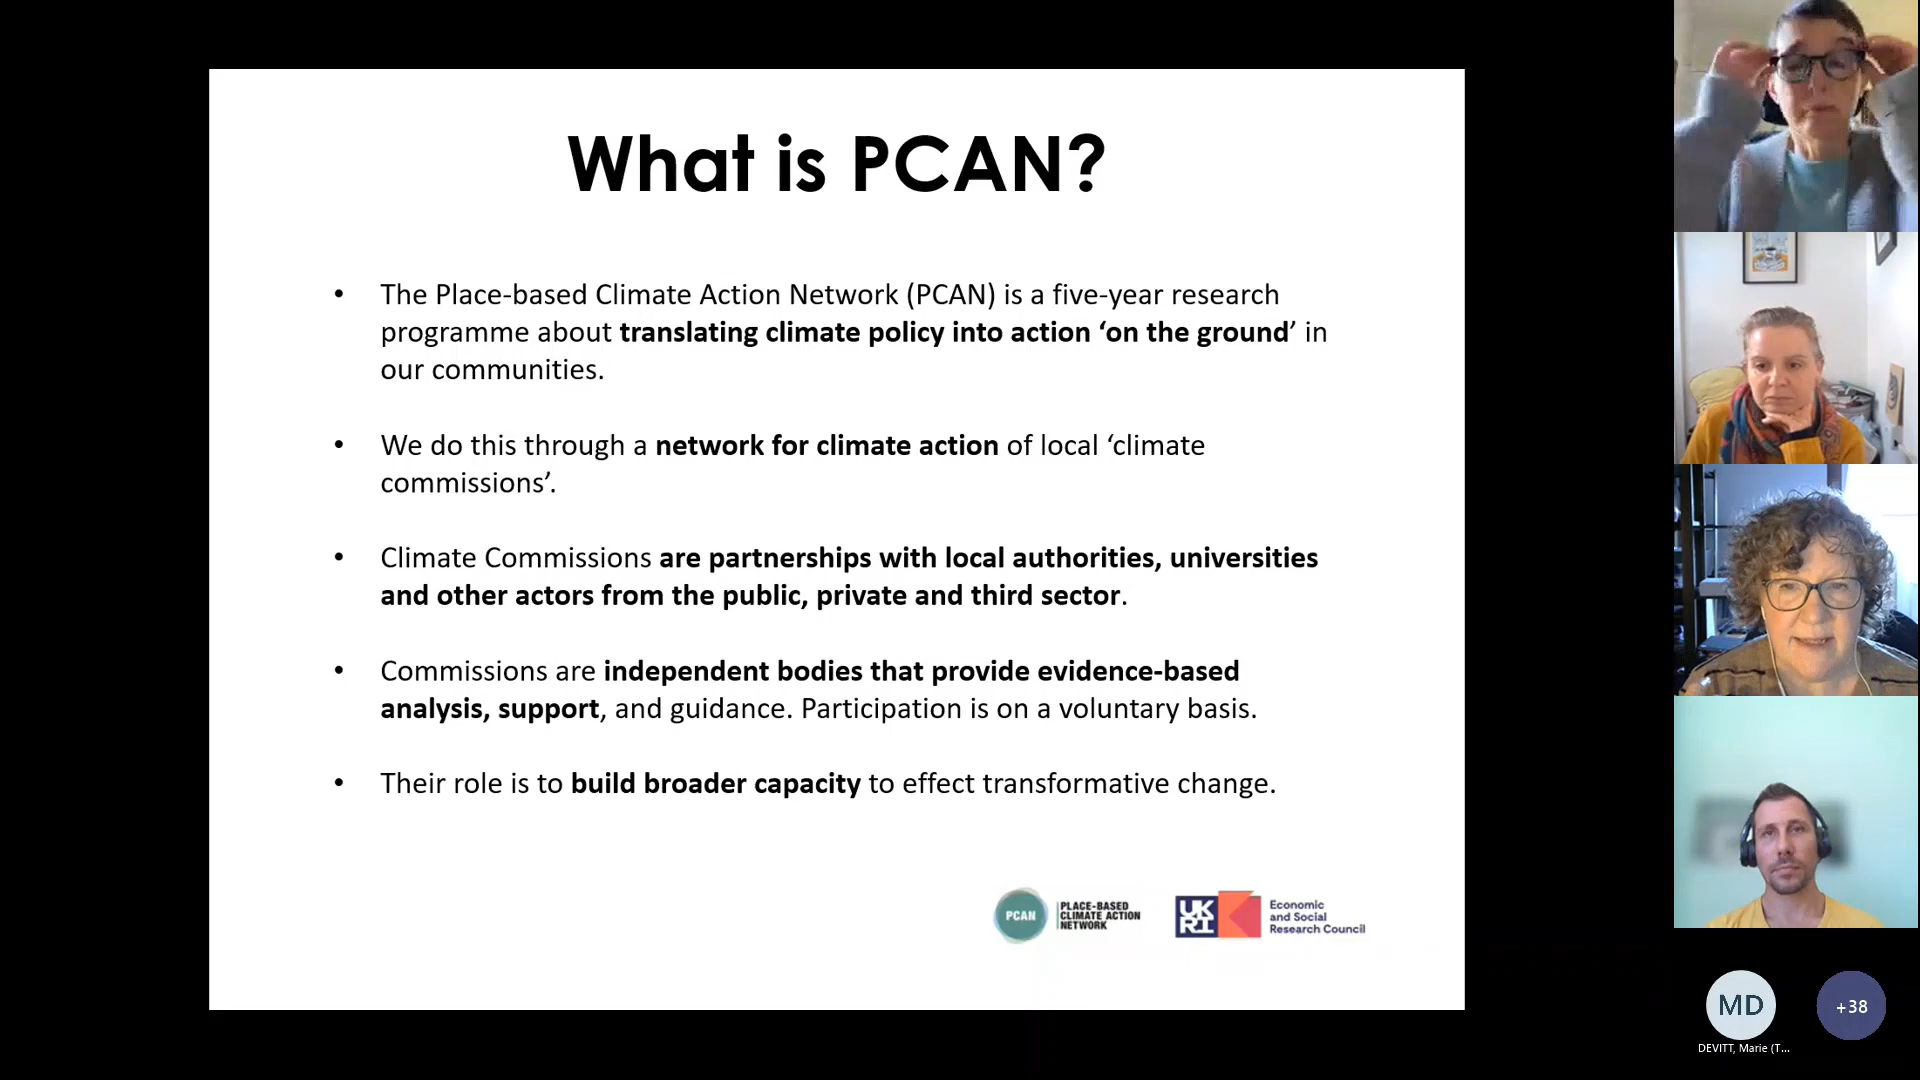 What is PCAN?
• The Place-based Climate Action Network (PCAN) is a five-year research
programme about translating climate policy into action ‘on the ground’ in
our communities.
• We do this through a network for climate action of local ‘climate
commissions’.
• Climate Commissions are partnerships with local authorities, universities
and other actors from the public, private and third sector.
• Commissions are independent bodies that provide evidence-based
analysis, support, and guidance. Participation is on a voluntary basis.
• Their role is to build broader capacity to effect transformative change.
PCAN
PLACE-BASED
CLIMATE ACTION
NETWORK
UK
RI
Economic
and Social
Research Council
MD
+38
DEVITT, Marie (T...